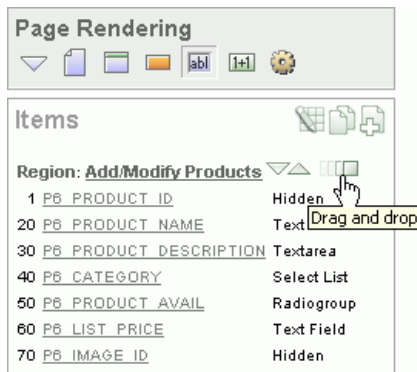 Page Rendering
abl 1+1
Items
Region: Add/Modify Products
1 P6_PRODUCT_ID Hidden
20 P6_PRODUCT_NAME Text
Drag and drop
30 P6_PRODUCT_DESCRIPTION Textarea
40 P6_CATEGORY Select List
50 P6_PRODUCT_AVAIL Radiogroup
60 P6_LIST_PRICE Text Field
70 P6_IMAGE_ID Hidden